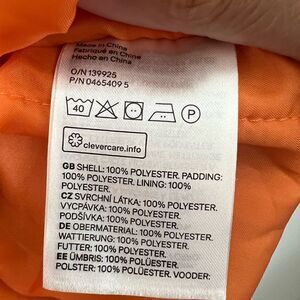 Made in China
Fabriqué en Chine
Hecho en China
O/N 139925
P/N 0465409 5
40
P
clevercare.info
GB SHELL: 100% POLYESTER. PADDING:
100% POLYESTER. LINING: 100%
POLYESTER.
CZ SVRCHNÍ LÁTKA: 100% POLYESTER.
VYCPÁVKA: 100% POLYESTER.
PODŠÍVKA: 100% POLYESTER.
DE OBERMATERIAL: 100% POLYESTER.
WATTIERUNG: 100% POLYESTER.
FUTTER: 100% POLYESTER.
EE ÜMBRIS: 100% POLÜESTER.
POLSTER: 100% POLÜESTER. VOODER: